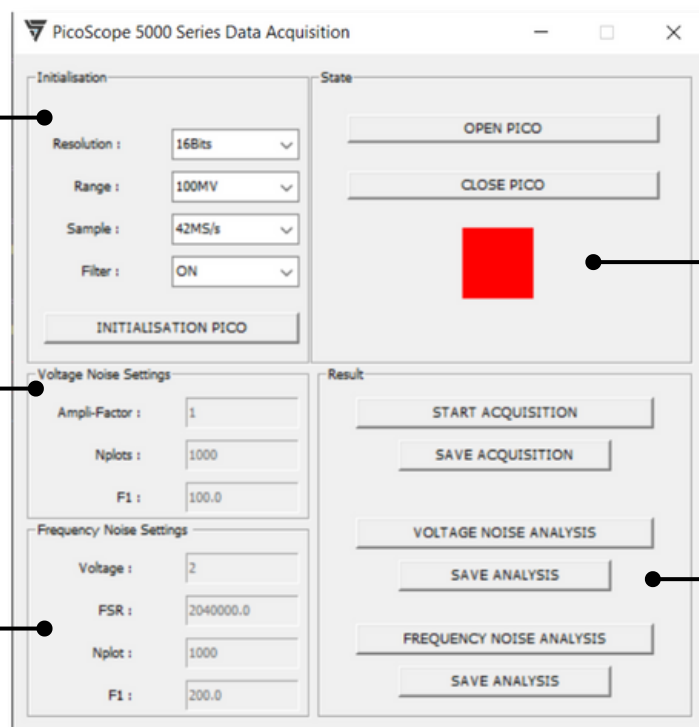 PicoScope 5000 Series Data Acquisition
Initialisation
Resolution : 16Bits
Range : 100MV
Sample : 42MS/s
Filter : ON
INITIALISATION PICO
State
OPEN PICO
CLOSE PICO
Voltage Noise Settings
Ampli-Factor : 1
Nplots : 1000
F1 : 100.0
Frequency Noise Settings
Voltage : 2
FSR : 2040000.0
Nplot : 1000
F1 : 200.0
Result
START ACQUISITION
SAVE ACQUISITION
VOLTAGE NOISE ANALYSIS
SAVE ANALYSIS
FREQUENCY NOISE ANALYSIS
SAVE ANALYSIS